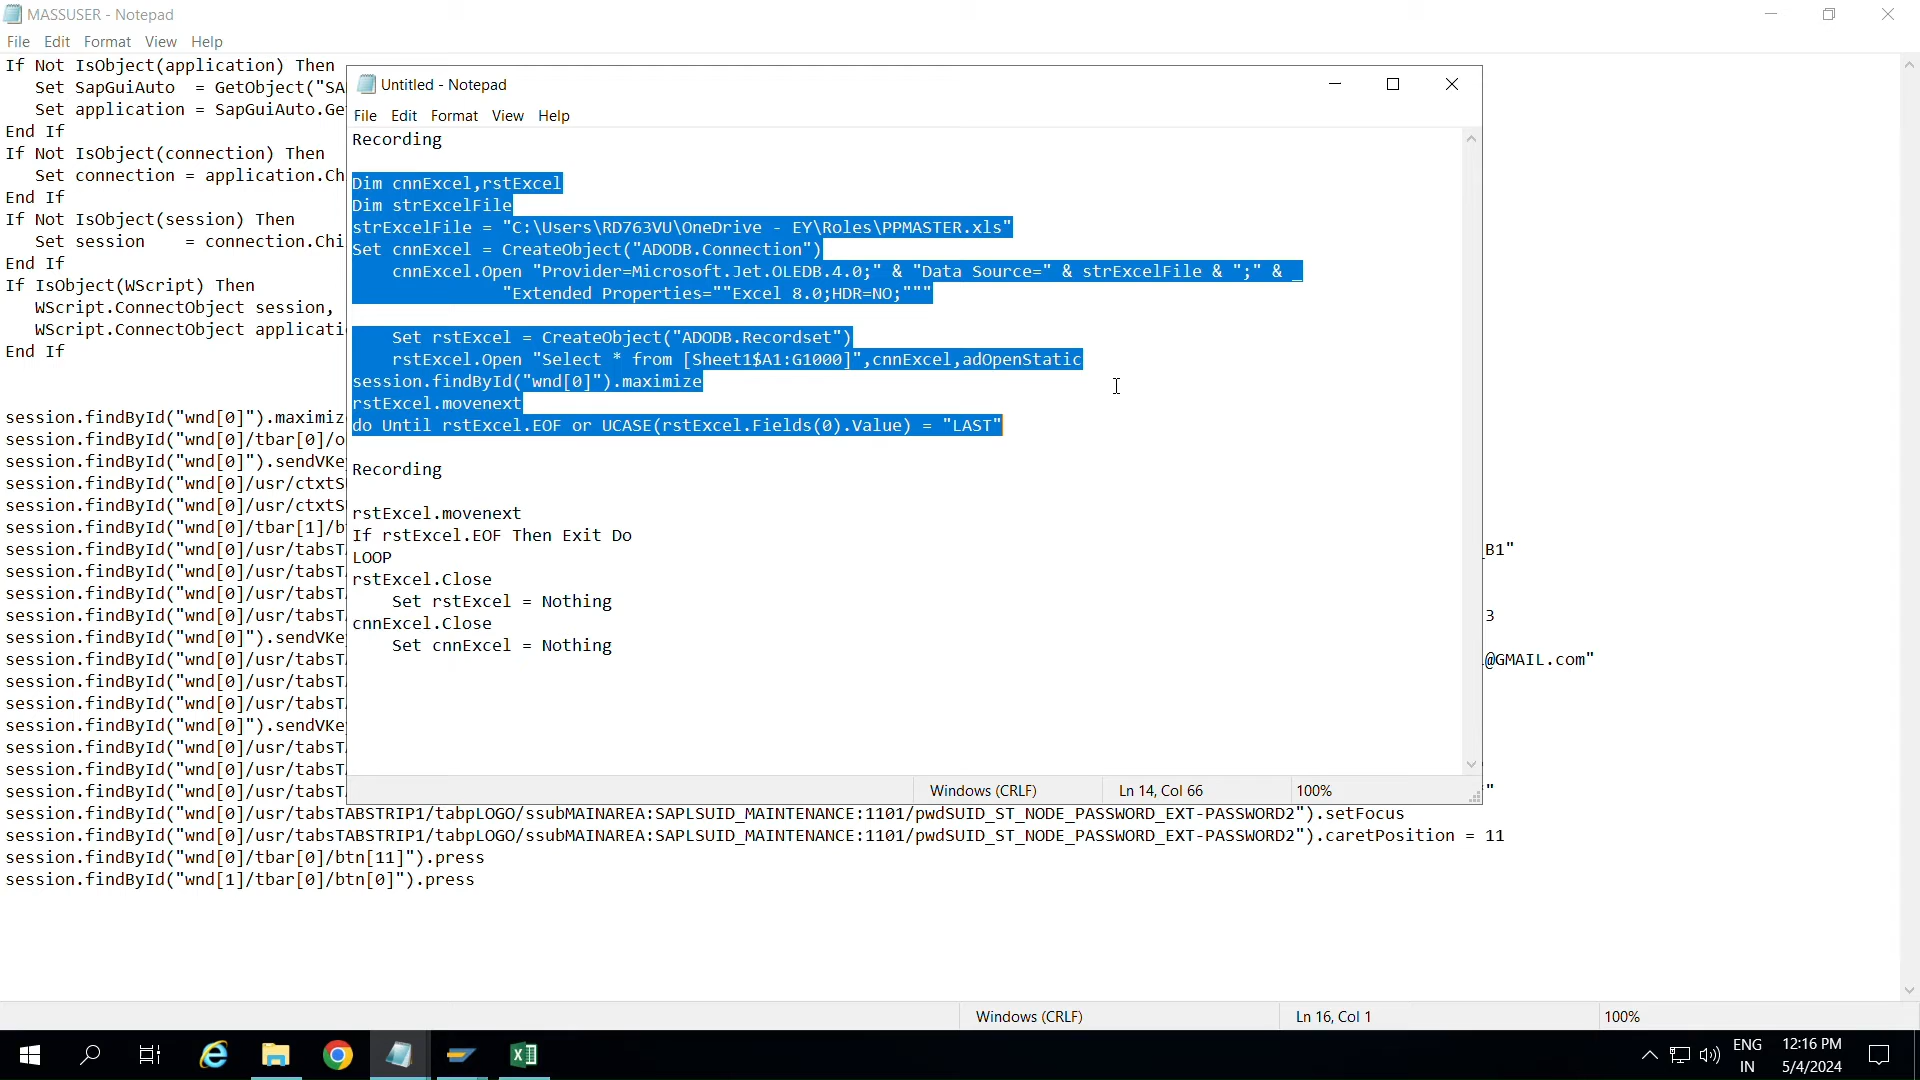 MASSUSER - Notepad
File Edit Format View Help
If Not IsObject(application) Then
Set SapGuiAuto = GetObject("SA
Set application = SapGuiAuto.Ge
End If
If Not IsObject(connection) Then
Set connection = application.Ch
End If
If Not IsObject(session) Then
Set session = connection.Chi
End If
If IsObject(WScript) Then
WScript.ConnectObject session,
WScript.ConnectObject applicati
End If
session.findById("wnd[0]").maximiz
session.findById("wnd[0]/tbar[0]/o
session.findById("wnd[0]").sendVKe
session.findById("wnd[0]/usr/ctxtS
session.findById("wnd[0]/usr/ctxtS
session.findById("wnd[0]/tbar[1]/b
session.findById("wnd[0]/usr/tabsT B1"
session.findById("wnd[0]/usr/tabsT
session.findById("wnd[0]/usr/tabsT
session.findById("wnd[0]/usr/tabsT 3
session.findById("wnd[0]").sendVKe
session.findById("wnd[0]/usr/tabsT @GMAIL.com"
session.findById("wnd[0]/usr/tabsT
session.findById("wnd[0]/usr/tabsT
session.findById("wnd[0]").sendVKe
session.findById("wnd[0]/usr/tabsT
session.findById("wnd[0]/usr/tabsT
session.findById("wnd[0]/usr/tabsT "
session.findById("wnd[0]/usr/tabsTABSTRIP1/tabpLOGO/ssubMAINAREA:SAPLSUID_MAINTENANCE:1101/pwdSUID_ST_NODE_PASSWORD_EXT-PASSWORD2").setFocus
session.findById("wnd[0]/usr/tabsTABSTRIP1/tabpLOGO/ssubMAINAREA:SAPLSUID_MAINTENANCE:1101/pwdSUID_ST_NODE_PASSWORD_EXT-PASSWORD2").caretPosition = 11
session.findById("wnd[0]/tbar[0]/btn[11]").press
session.findById("wnd[1]/tbar[0]/btn[0]").press
Windows (CRLF) Ln 16, Col 1 100%
Untitled - Notepad
File Edit Format View Help
Recording
Dim cnnExcel,rstExcel
Dim strExcelFile
strExcelFile = "C:\Users\RD763VU\OneDrive - EY\Roles\PPMASTER.xls"
Set cnnExcel = CreateObject("ADODB.Connection")
cnnExcel.Open "Provider=Microsoft.Jet.OLEDB.4.0;" & "Data Source=" & strExcelFile & ";" & _
"Extended Properties=""Excel 8.0;HDR=NO;"""
Set rstExcel = CreateObject("ADODB.Recordset")
rstExcel.Open "Select * from [Sheet1$A1:G1000]",cnnExcel,adOpenStatic
session.findById("wnd[0]").maximize
rstExcel.movenext
do Until rstExcel.EOF or UCASE(rstExcel.Fields(0).Value) = "LAST"
Recording
rstExcel.movenext
If rstExcel.EOF Then Exit Do
LOOP
rstExcel.Close
Set rstExcel = Nothing
cnnExcel.Close
Set cnnExcel = Nothing
Windows (CRLF) Ln 14, Col 66 100%
ENG
IN
12:16 PM
5/4/2024